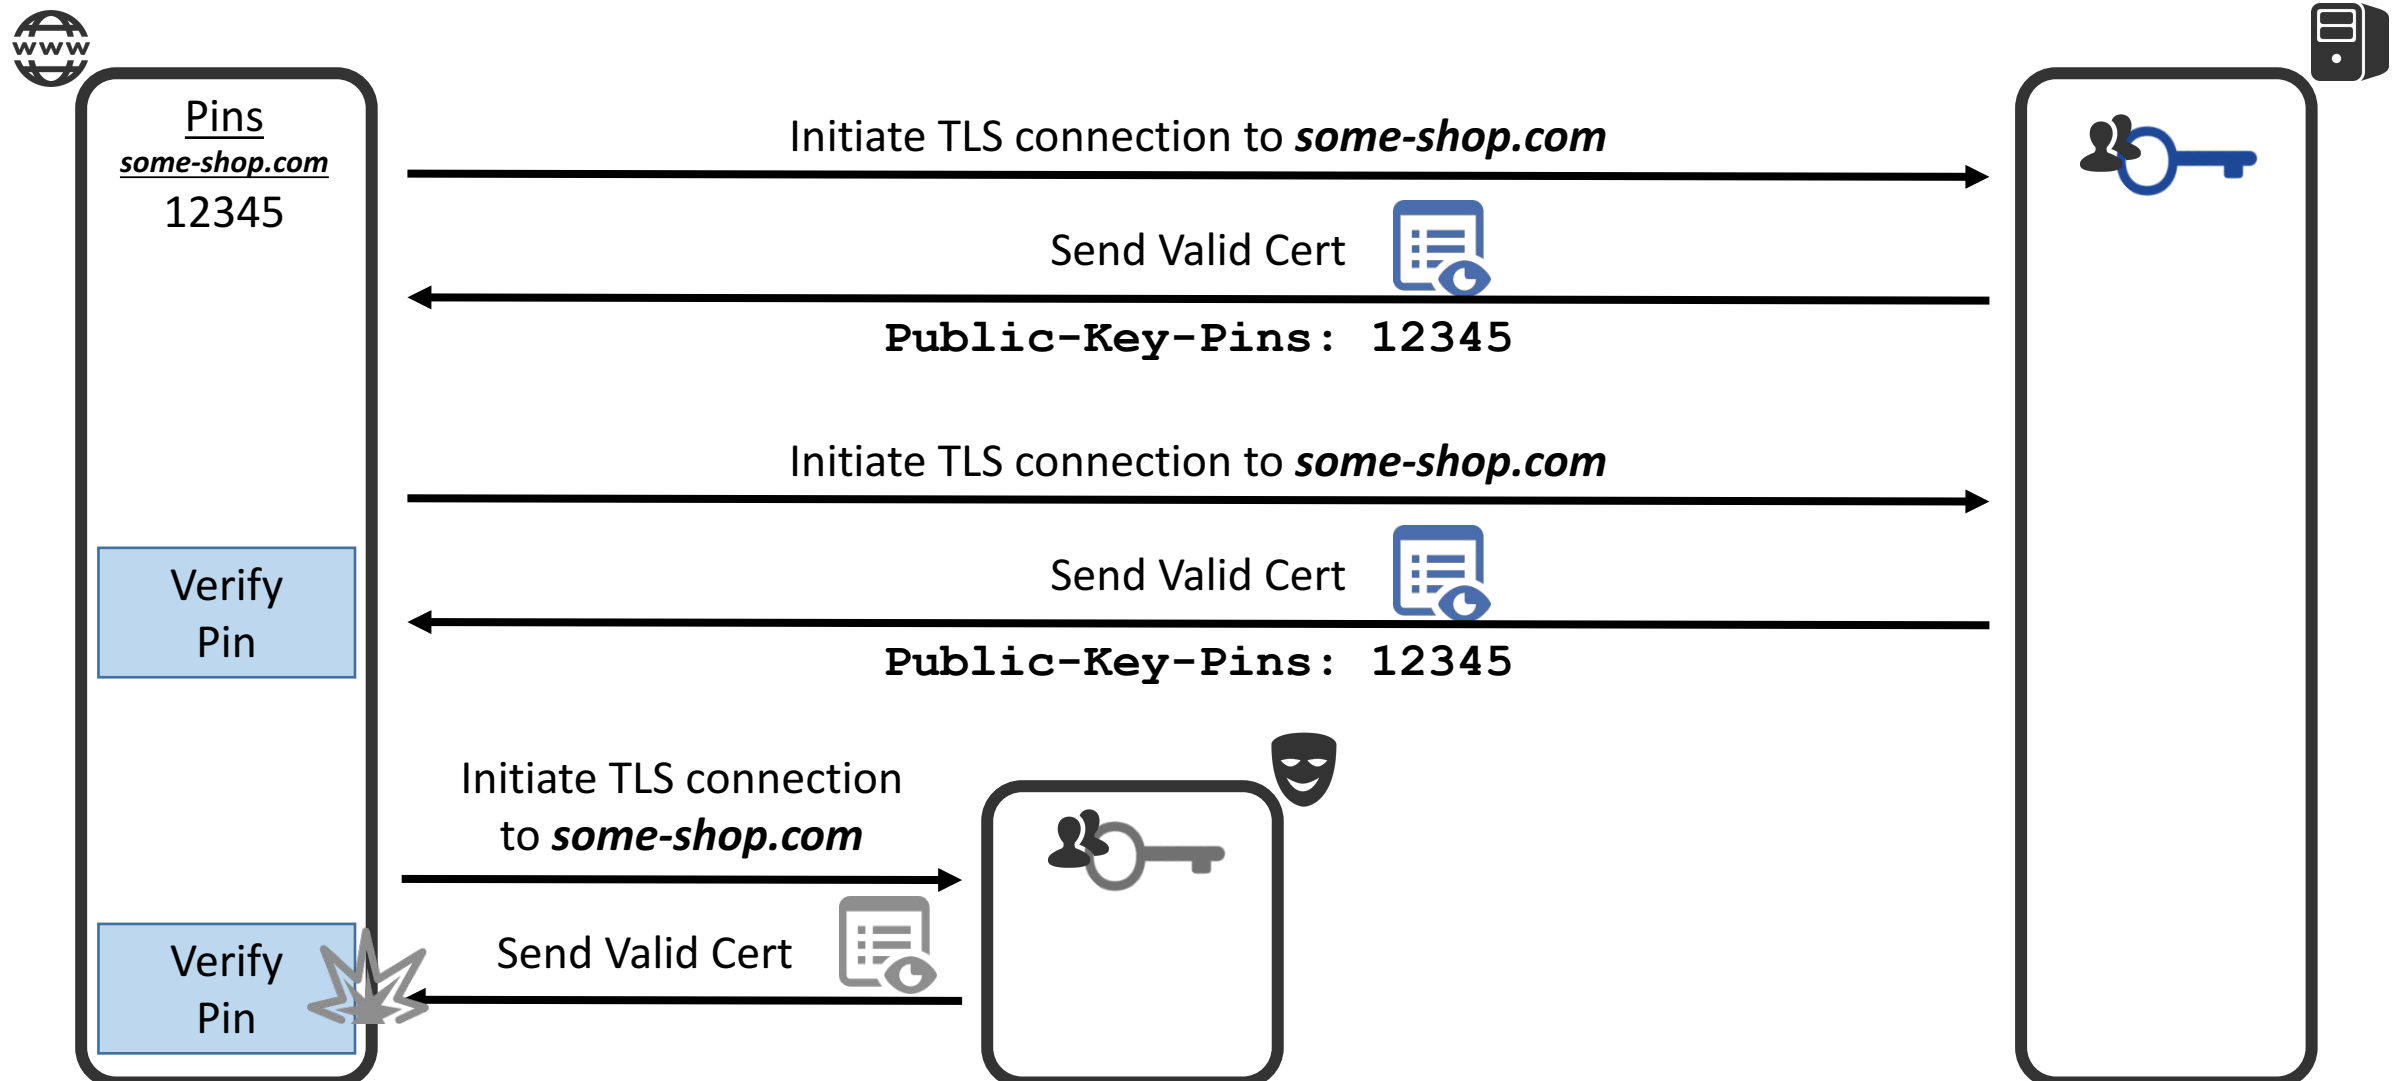 www
Pins
some-shop.com
12345
Initiate TLS connection to some-shop.com
Send Valid Cert
Public-Key-Pins: 12345
Initiate TLS connection to some-shop.com
Verify
Pin
Send Valid Cert
Public-Key-Pins: 12345
Initiate TLS connection
to some-shop.com
Verify
Pin
Send Valid Cert